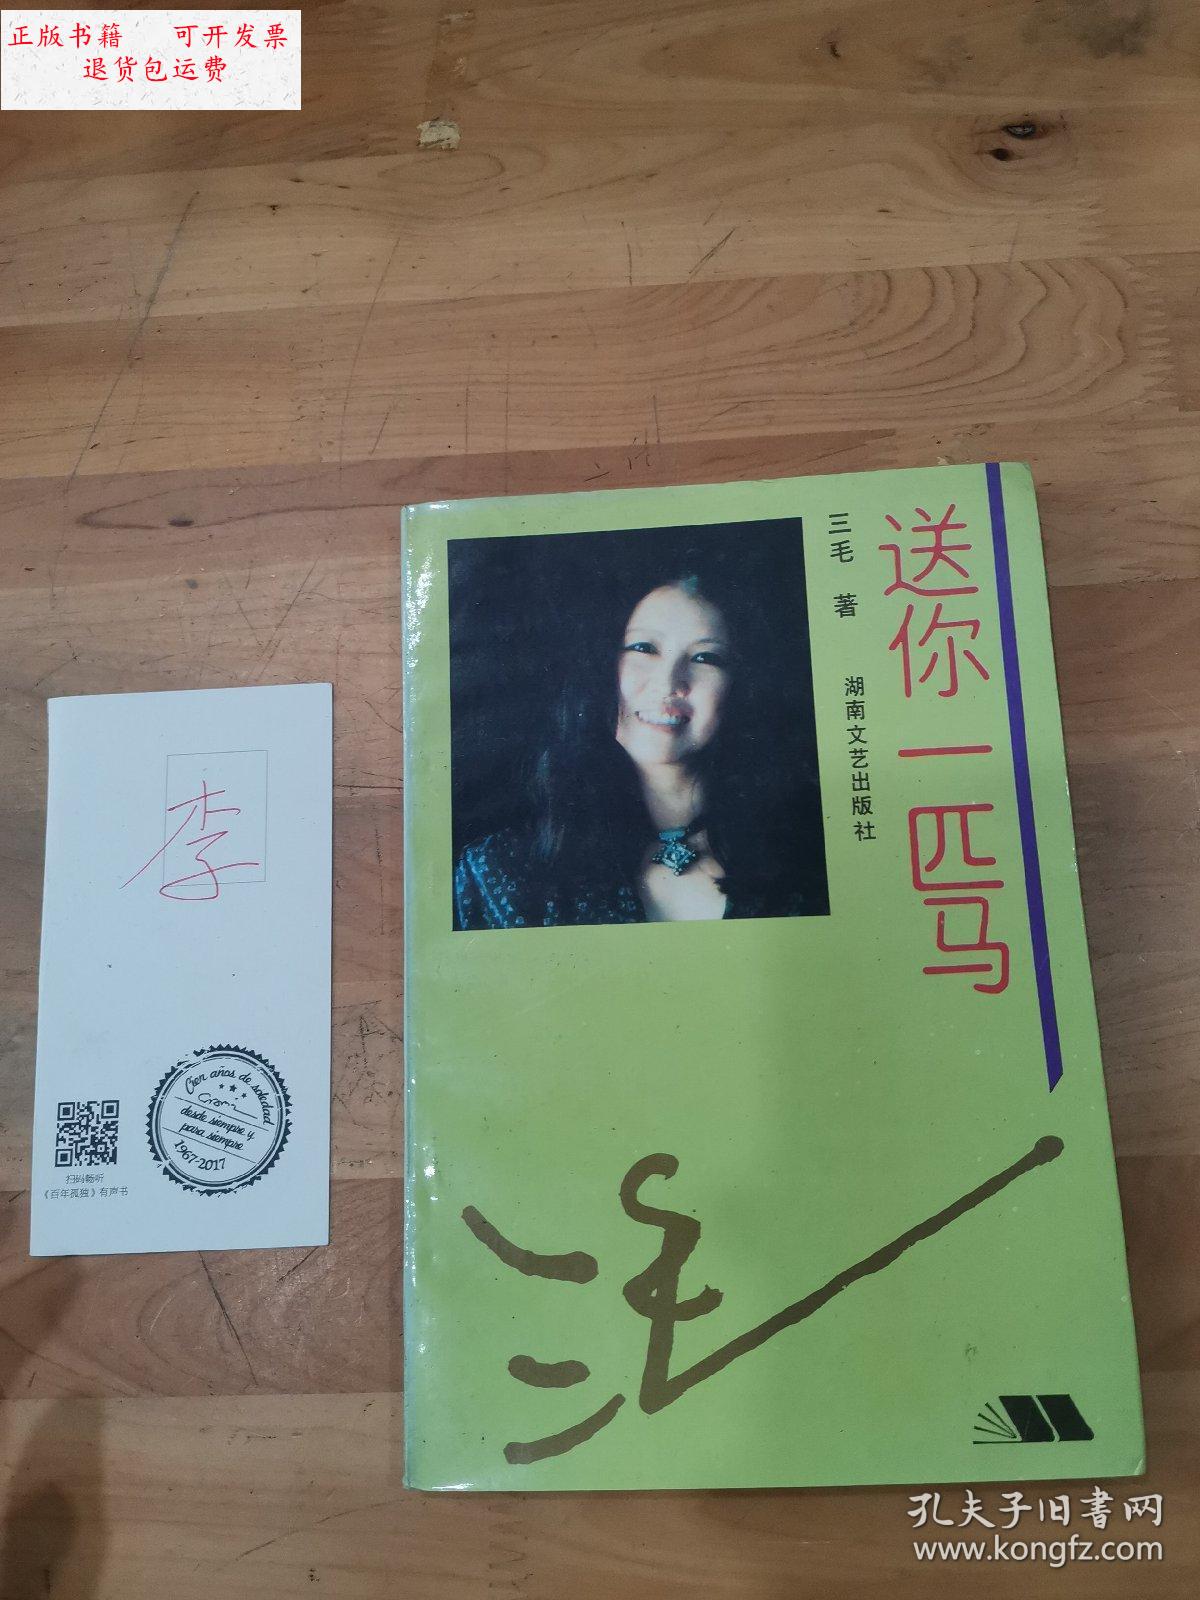 正版书籍 可开发票
退货包运费
送你一匹马
三毛 著
湖南文艺出版社
三毛
李
Cien años de soledad
desde siempre y
para siempre
1967-2017
扫码畅听
《百年孤独》有声书
孔夫子旧书网
www.kongfz.com